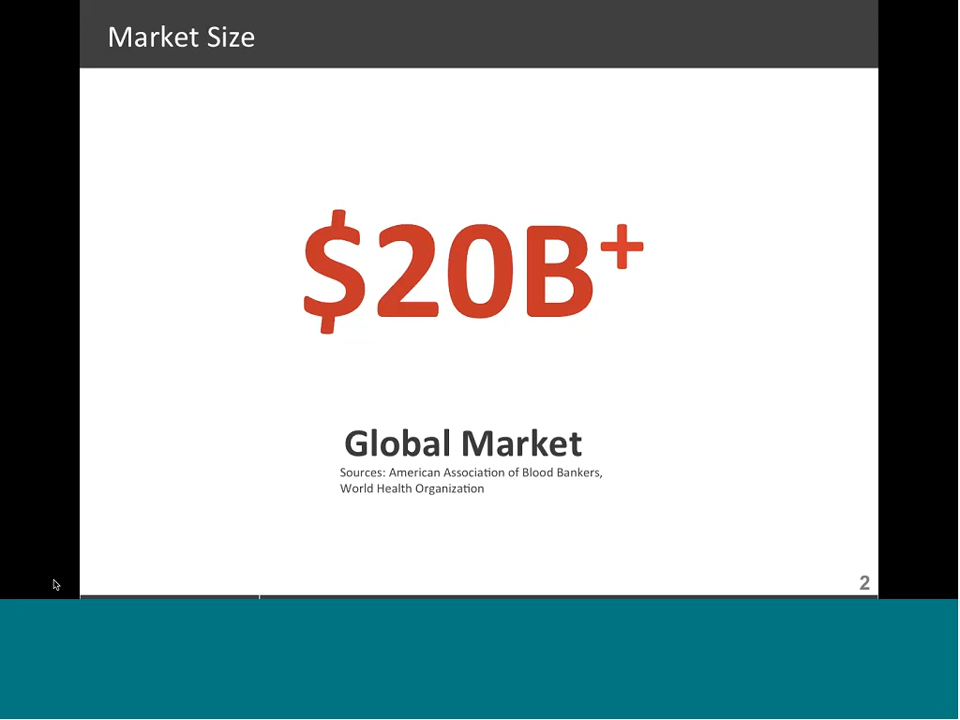 Market Size
$20B+
Global Market
Sources: American Association of Blood Bankers,
World Health Organization
2